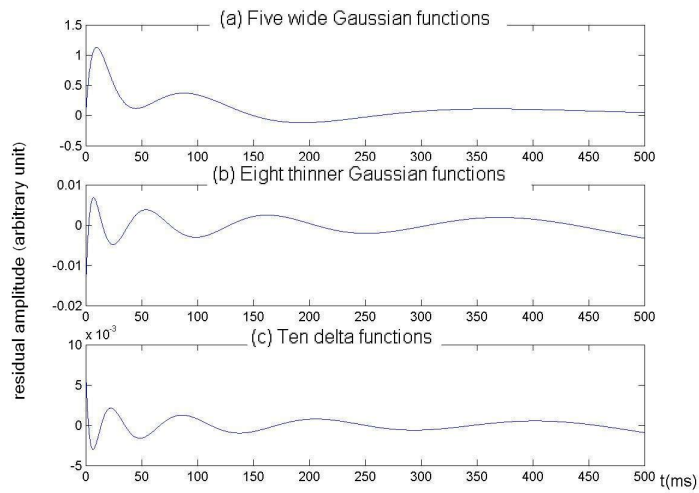 (a) Five wide Gaussian functions
1.5
1
0.5
0
-0.5
0 50 100 150 200 250 300 350 400 450 500
(b) Eight thinner Gaussian functions
0.01
0
-0.01
-0.02
0 50 100 150 200 250 300 350 400 450 500
x 10⁻³
(c) Ten delta functions
10
5
0
-5
0 50 100 150 200 250 300 350 400 450 500 t(ms)
residual amplitude (arbitrary unit)